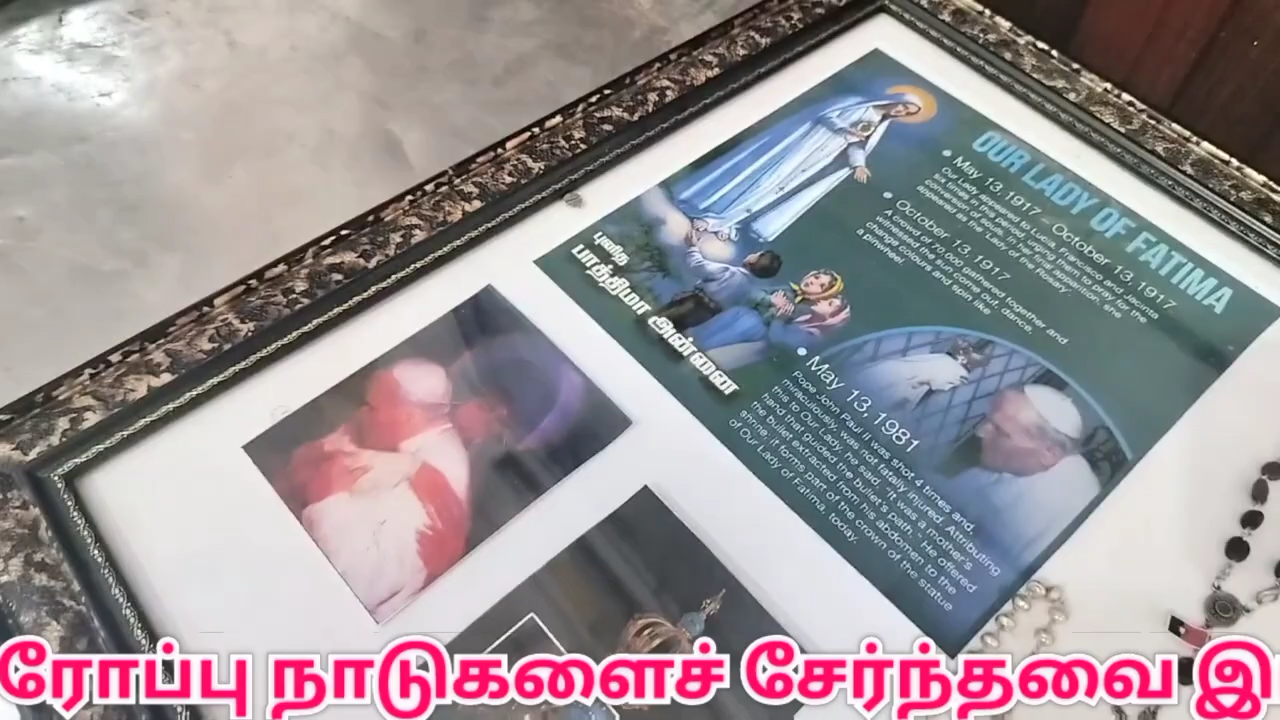 OUR LADY OF FATIMA
• May 13, 1917 – October 13, 1917
Our Lady appeared to Lucia, Francisco and Jacinta
six times in this period urging them to pray for the
conversion of souls. In her final apparition, she
appeared as the 'Lady of the Rosary'.
• October 13, 1917
A crowd of 70,000 gathered together and
witnessed the sun come out, dance,
change colours and spin like
a pinwheel
புனித
பாத்திமா அன்னை
• May 13, 1981
Pope John Paul II was shot 4 times and,
miraculously, was not fatally injured. Attributing
this to Our Lady, he said, "It was a mother's
hand that guided the bullet's path." He offered
the bullet extracted from his abdomen to the
shrine, it forms part of the crown of the statue
of Our Lady of Fatima, today.
ரோப்பு நாடுகளைச் சேர்ந்தவை இ